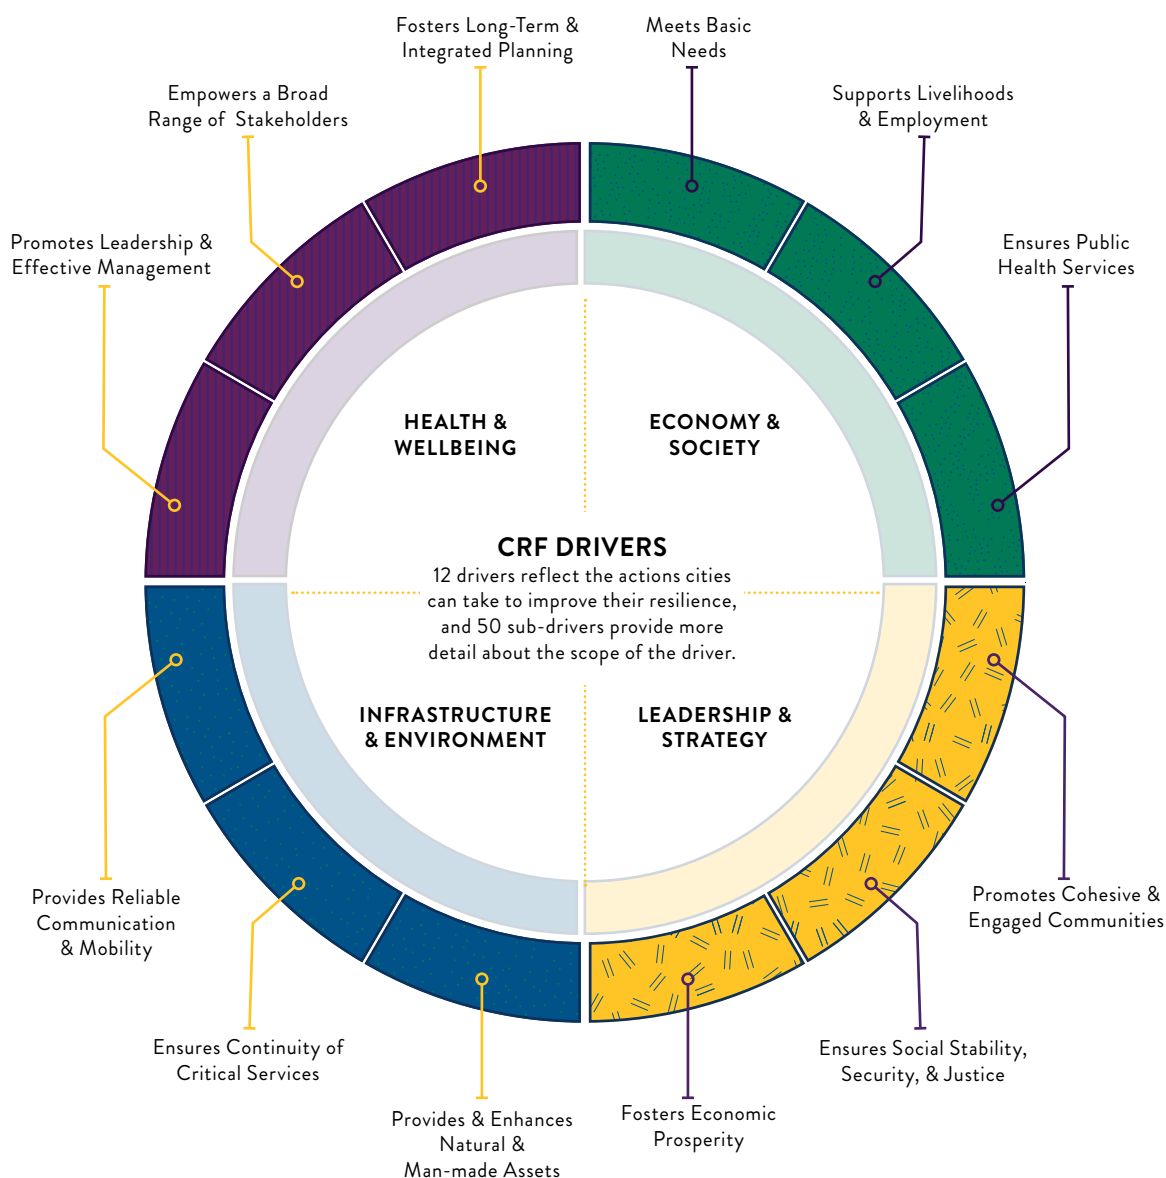 Fosters Long-Term &
Integrated Planning
Meets Basic
Needs
Empowers a Broad
Range of Stakeholders
Supports Livelihoods
& Employment
Promotes Leadership &
Effective Management
Ensures Public
Health Services
HEALTH &
WELLBEING
ECONOMY &
SOCIETY
CRF DRIVERS
12 drivers reflect the actions cities
can take to improve their resilience,
and 50 sub-drivers provide more
detail about the scope of the driver.
INFRASTRUCTURE
& ENVIRONMENT
LEADERSHIP &
STRATEGY
Provides Reliable
Communication
& Mobility
Promotes Cohesive &
Engaged Communities
Ensures Continuity of
Critical Services
Ensures Social Stability,
Security, & Justice
Provides & Enhances
Natural &
Man-made Assets
Fosters Economic
Prosperity